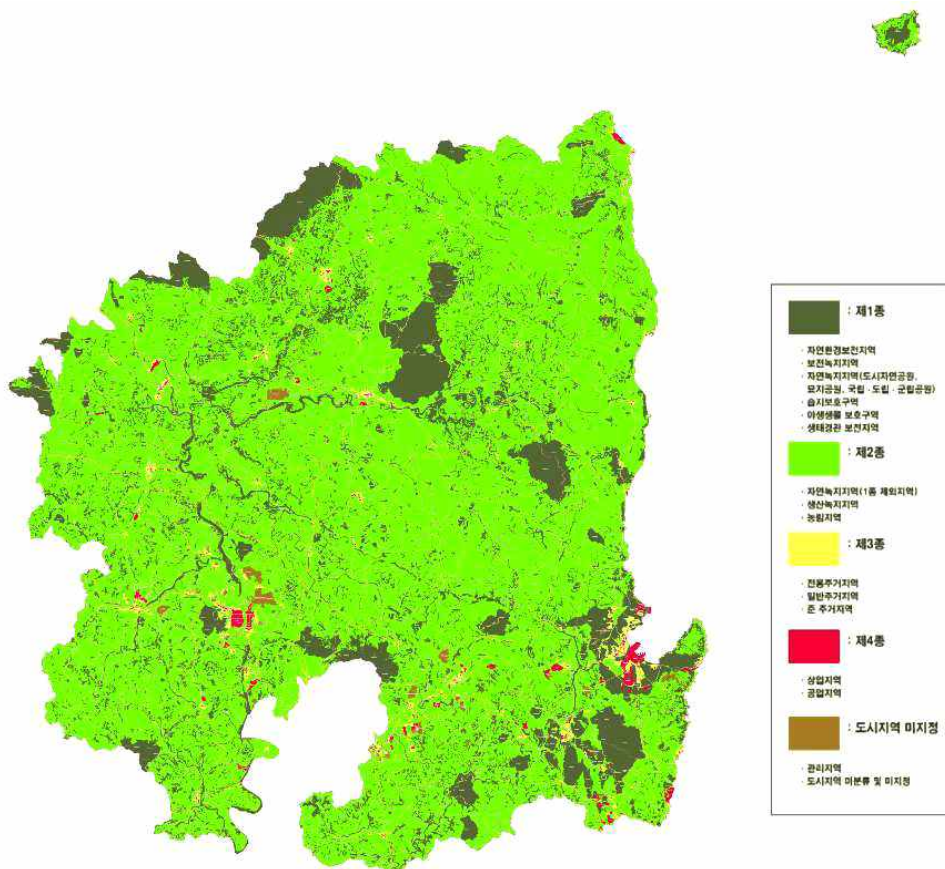 : 제1종
· 자연환경보전지역
· 보전녹지지역
· 자연녹지지역(도시자연공원,
묘지공원, 국립 · 도립 · 군립공원)
· 습지보호구역
· 야생생물 보호구역
· 생태경관 보전지역
: 제2종
· 자연녹지지역(1종 제외지역)
· 생산녹지지역
· 농림지역
: 제3종
· 전용주거지역
· 일반주거지역
· 준 주거지역
: 제4종
· 상업지역
· 공업지역
: 도시지역 미지정
· 관리지역
· 도시지역 미분류 및 미지정